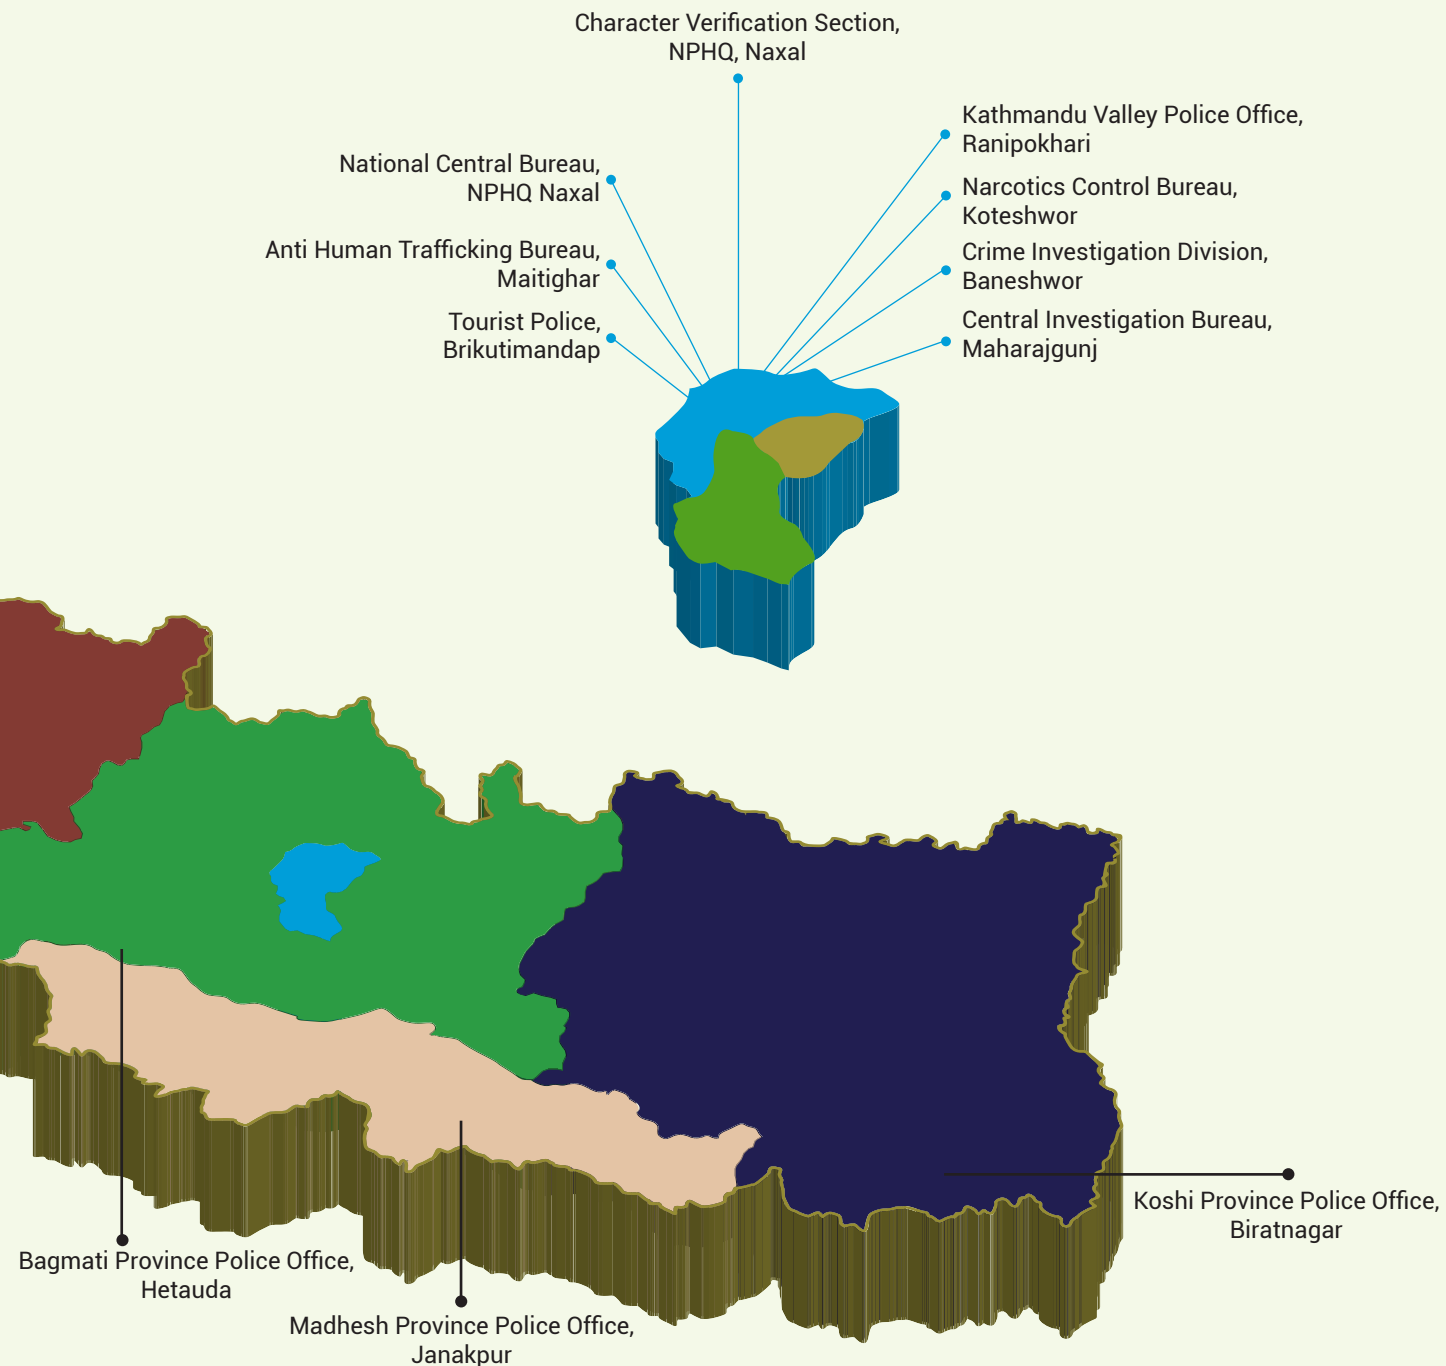 Character Verification Section,
NPHQ, Naxal
National Central Bureau,
NPHQ Naxal
Anti Human Trafficking Bureau,
Maitighar
Tourist Police,
Brikutimandap
Kathmandu Valley Police Office,
Ranipokhari
Narcotics Control Bureau,
Koteshwor
Crime Investigation Division,
Baneshwor
Central Investigation Bureau,
Maharajgunj
Koshi Province Police Office,
Biratnagar
Bagmati Province Police Office,
Hetauda
Madhesh Province Police Office,
Janakpur